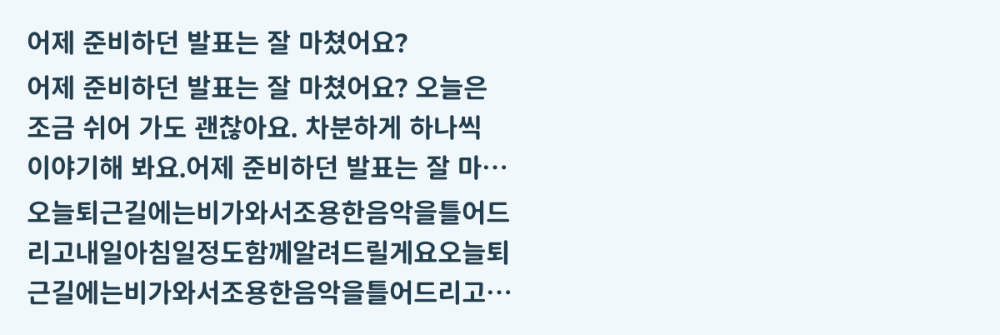 어제 준비하던 발표는 잘 마쳤어요?
어제 준비하던 발표는 잘 마쳤어요? 오늘은
조금 쉬어 가도 괜찮아요. 차분하게 하나씩
이야기해 봐요.어제 준비하던 발표는 잘 마…
오늘퇴근길에는비가와서조용한음악을틀어드
리고내일아침일정도함께알려드릴게요오늘퇴
근길에는비가와서조용한음악을틀어드리고…